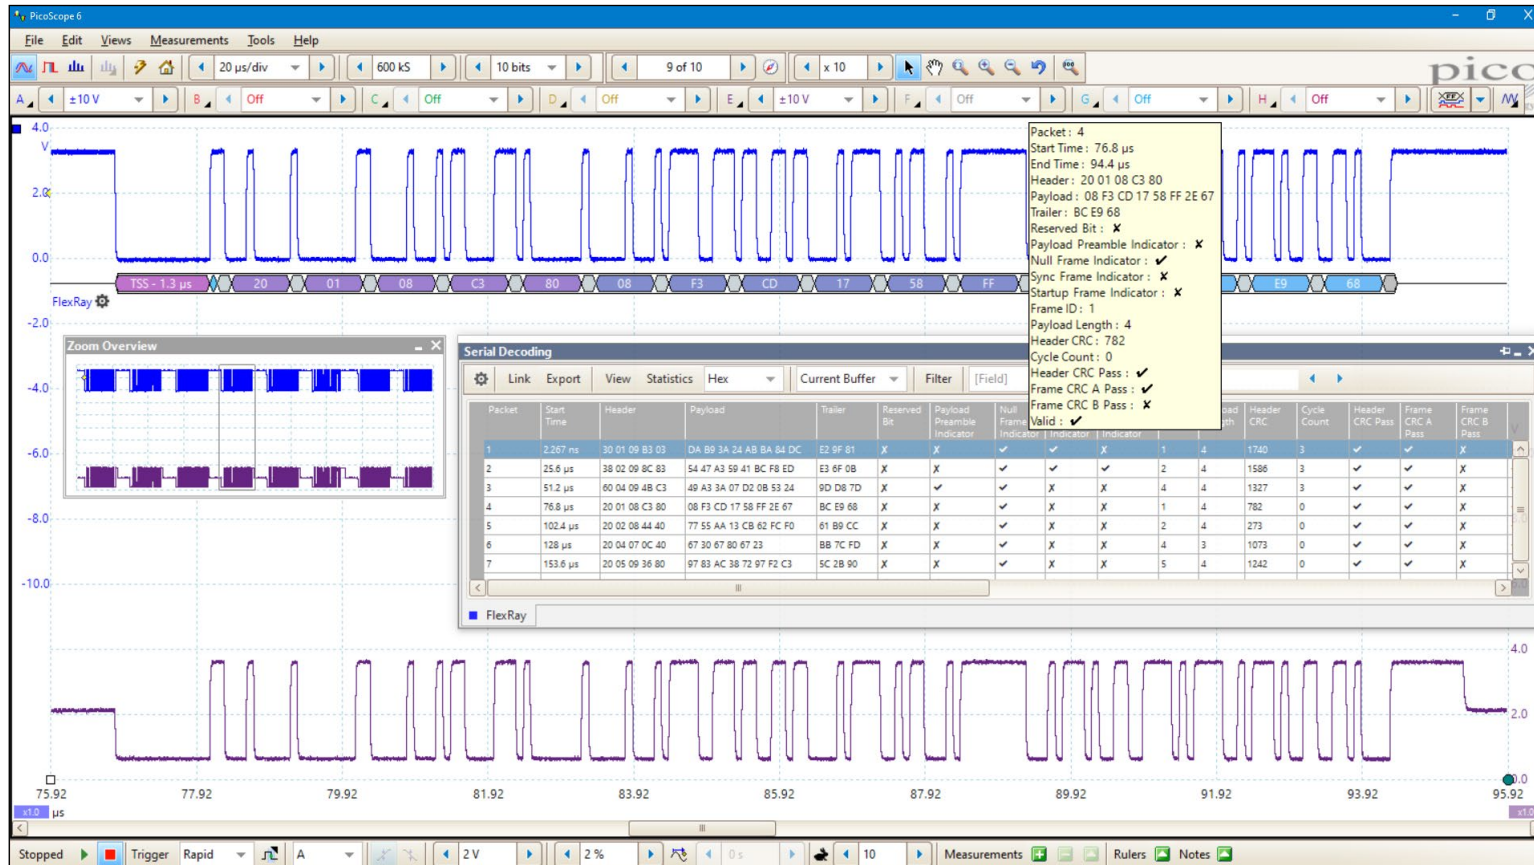 PicoScope 6
File Edit Views Measurements Tools Help
20 µs/div 600 kS 10 bits 9 of 10 x 10
pico
A ±10 V B Off C Off D Off E ±10 V F Off G Off H Off
4.0
V
2.0
0.0
-2.0
-4.0
-6.0
-8.0
-10.0
TSS - 1.3 µs 20 01 08 C3 80 08 F3 CD 17 58 FF E9 68
FlexRay
Packet : 4
Start Time : 76.8 µs
End Time : 94.4 µs
Header : 20 01 08 C3 80
Payload : 08 F3 CD 17 58 FF 2E 67
Trailer : BC E9 68
Reserved Bit : ✘
Payload Preamble Indicator : ✘
Null Frame Indicator : ✔
Sync Frame Indicator : ✘
Startup Frame Indicator : ✘
Frame ID : 1
Payload Length : 4
Header CRC : 782
Cycle Count : 0
Header CRC Pass : ✔
Frame CRC A Pass : ✔
Frame CRC B Pass : ✘
Valid : ✔
Zoom Overview
Serial Decoding
Link Export View Statistics Hex Current Buffer Filter [Field]
Packet Start Time Header Payload Trailer Reserved Bit Payload Preamble Indicator Null Frame Indicator Indicator Indicator Header CRC Cycle Count Header CRC Pass Frame CRC A Pass Frame CRC B Pass
1 2.267 ns 30 01 09 B3 03 DA B9 3A 24 AB BA 84 DC E2 9F 81 ✘ ✘ ✔ ✔ ✘ 1 4 1740 3 ✔ ✔ ✘
2 25.6 µs 38 02 09 8C 83 54 47 A3 59 41 BC F8 ED E3 6F 0B ✘ ✘ ✔ ✔ ✔ 2 4 1586 3 ✔ ✔ ✘
3 51.2 µs 60 04 09 4B C3 49 A3 3A 07 D2 0B 53 24 9D D8 7D ✘ ✔ ✔ ✘ ✘ 4 4 1327 3 ✔ ✔ ✘
4 76.8 µs 20 01 08 C3 80 08 F3 CD 17 58 FF 2E 67 BC E9 68 ✘ ✘ ✔ ✘ ✘ 1 4 782 0 ✔ ✔ ✘
5 102.4 µs 20 02 08 44 40 77 55 AA 13 CB 62 FC F0 61 B9 CC ✘ ✘ ✔ ✘ ✘ 2 4 273 0 ✔ ✔ ✘
6 128 µs 20 04 07 0C 40 67 30 67 80 67 23 BB 7C FD ✘ ✘ ✔ ✘ ✘ 4 3 1073 0 ✔ ✔ ✘
7 153.6 µs 20 05 09 36 80 97 83 AC 38 72 97 F2 C3 5C 2B 90 ✘ ✘ ✔ ✘ ✘ 5 4 1242 0 ✔ ✔ ✘
FlexRay
4.0
2.0
0.0
75.92 77.92 79.92 81.92 83.92 85.92 87.92 89.92 91.92 93.92 95.92
x1.0 µs x1.0
Stopped Trigger Rapid A 2 V 2 % 0 s 10 Measurements Rulers Notes